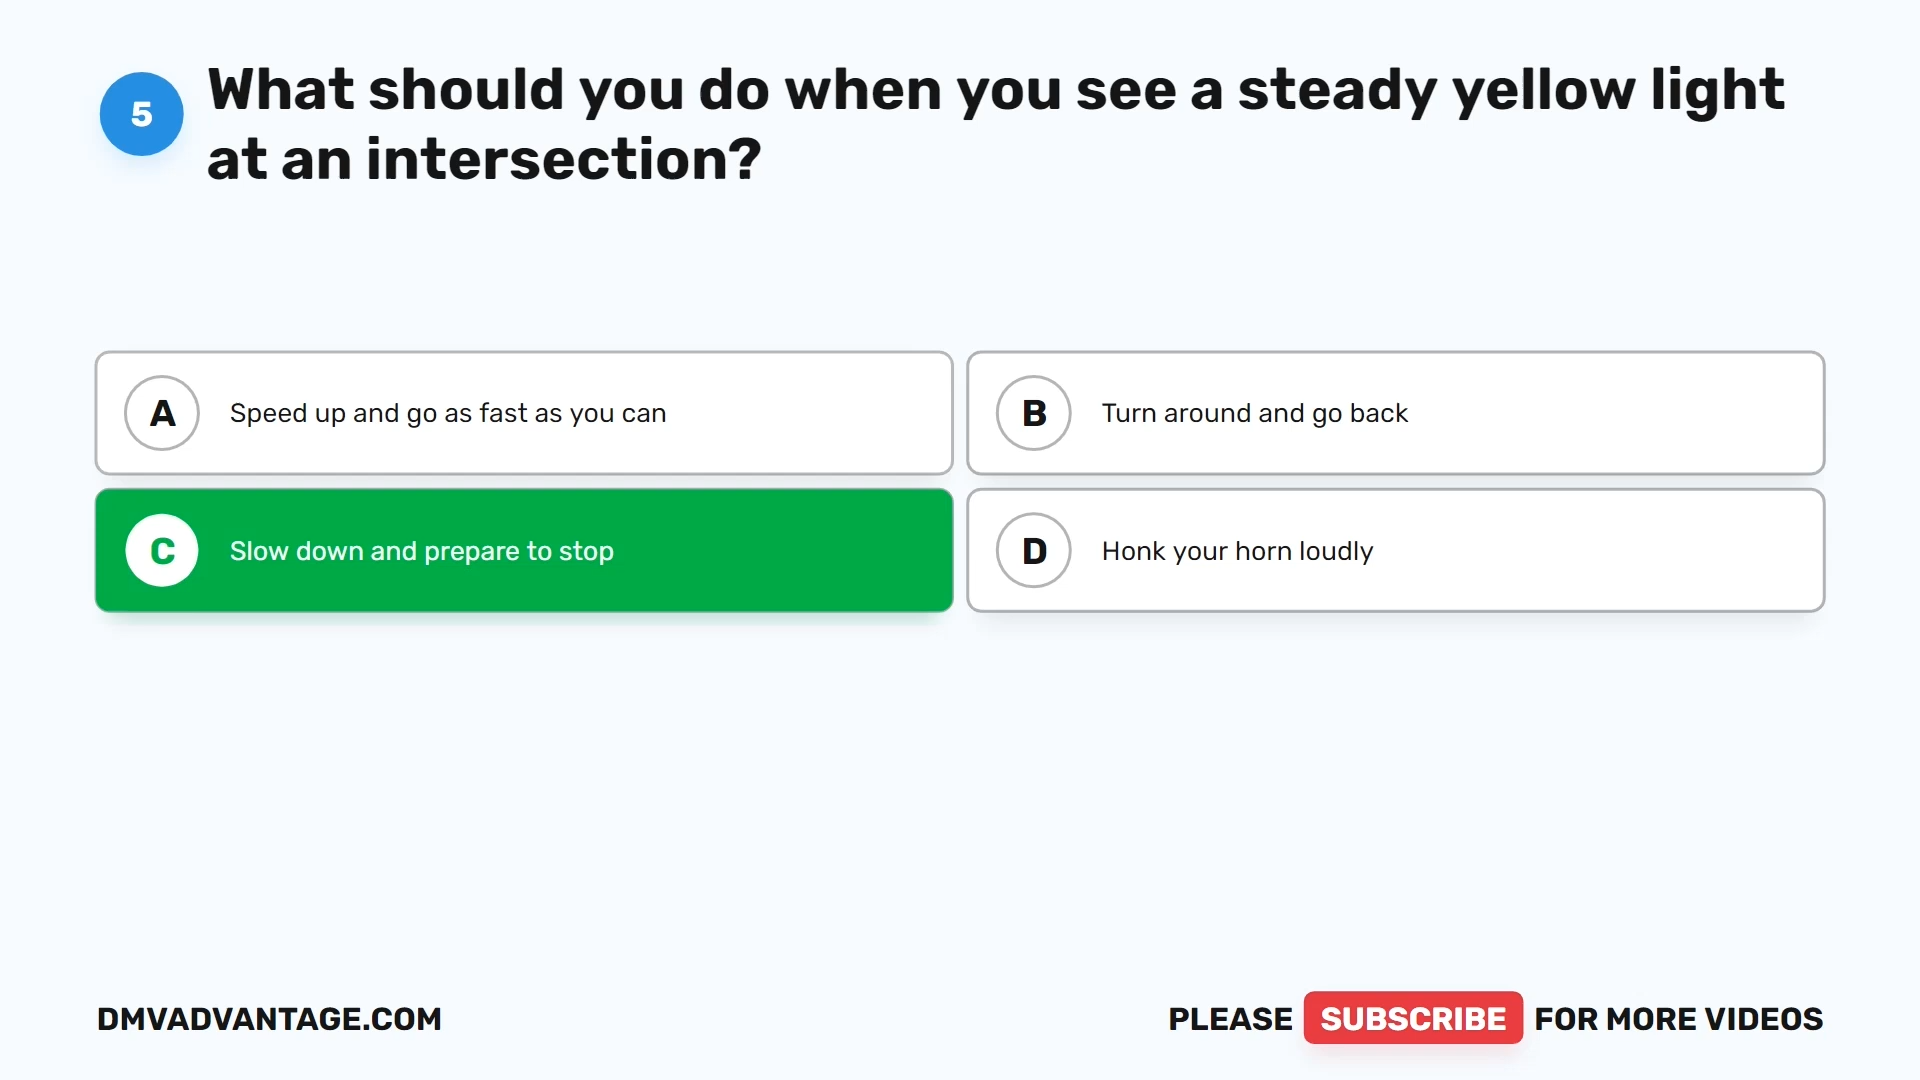 5
What should you do when you see a steady yellow light
at an intersection?
A
Speed up and go as fast as you can
B
Turn around and go back
C
Slow down and prepare to stop
D
Honk your horn loudly
DMVADVANTAGE.COM
PLEASE SUBSCRIBE FOR MORE VIDEOS